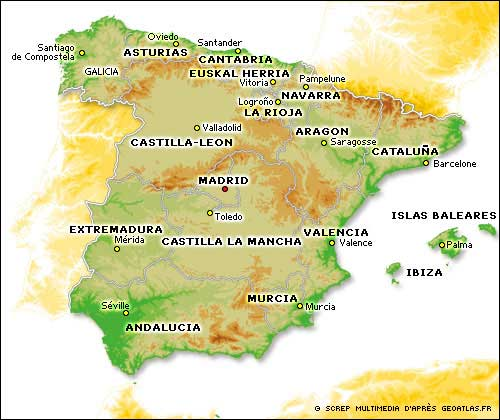 Oviedo
Santander
Santiago
de Compostela
ASTURIAS
CANTABRIA
GALICIA
EUSKAL HERRIA
Vitoria
Pampelune
NAVARRA
Logroño
LA RIOJA
Valladolid
ARAGON
CASTILLA-LEON
Saragosse
CATALUÑA
Barcelone
MADRID
Toledo
ISLAS BALEARES
EXTREMADURA
VALENCIA
Mérida
CASTILLA LA MANCHA
Valence
Palma
IBIZA
Séville
MURCIA
Murcia
ANDALUCIA
© SCREP MULTIMEDIA D'APRÈS GEOATLAS.FR